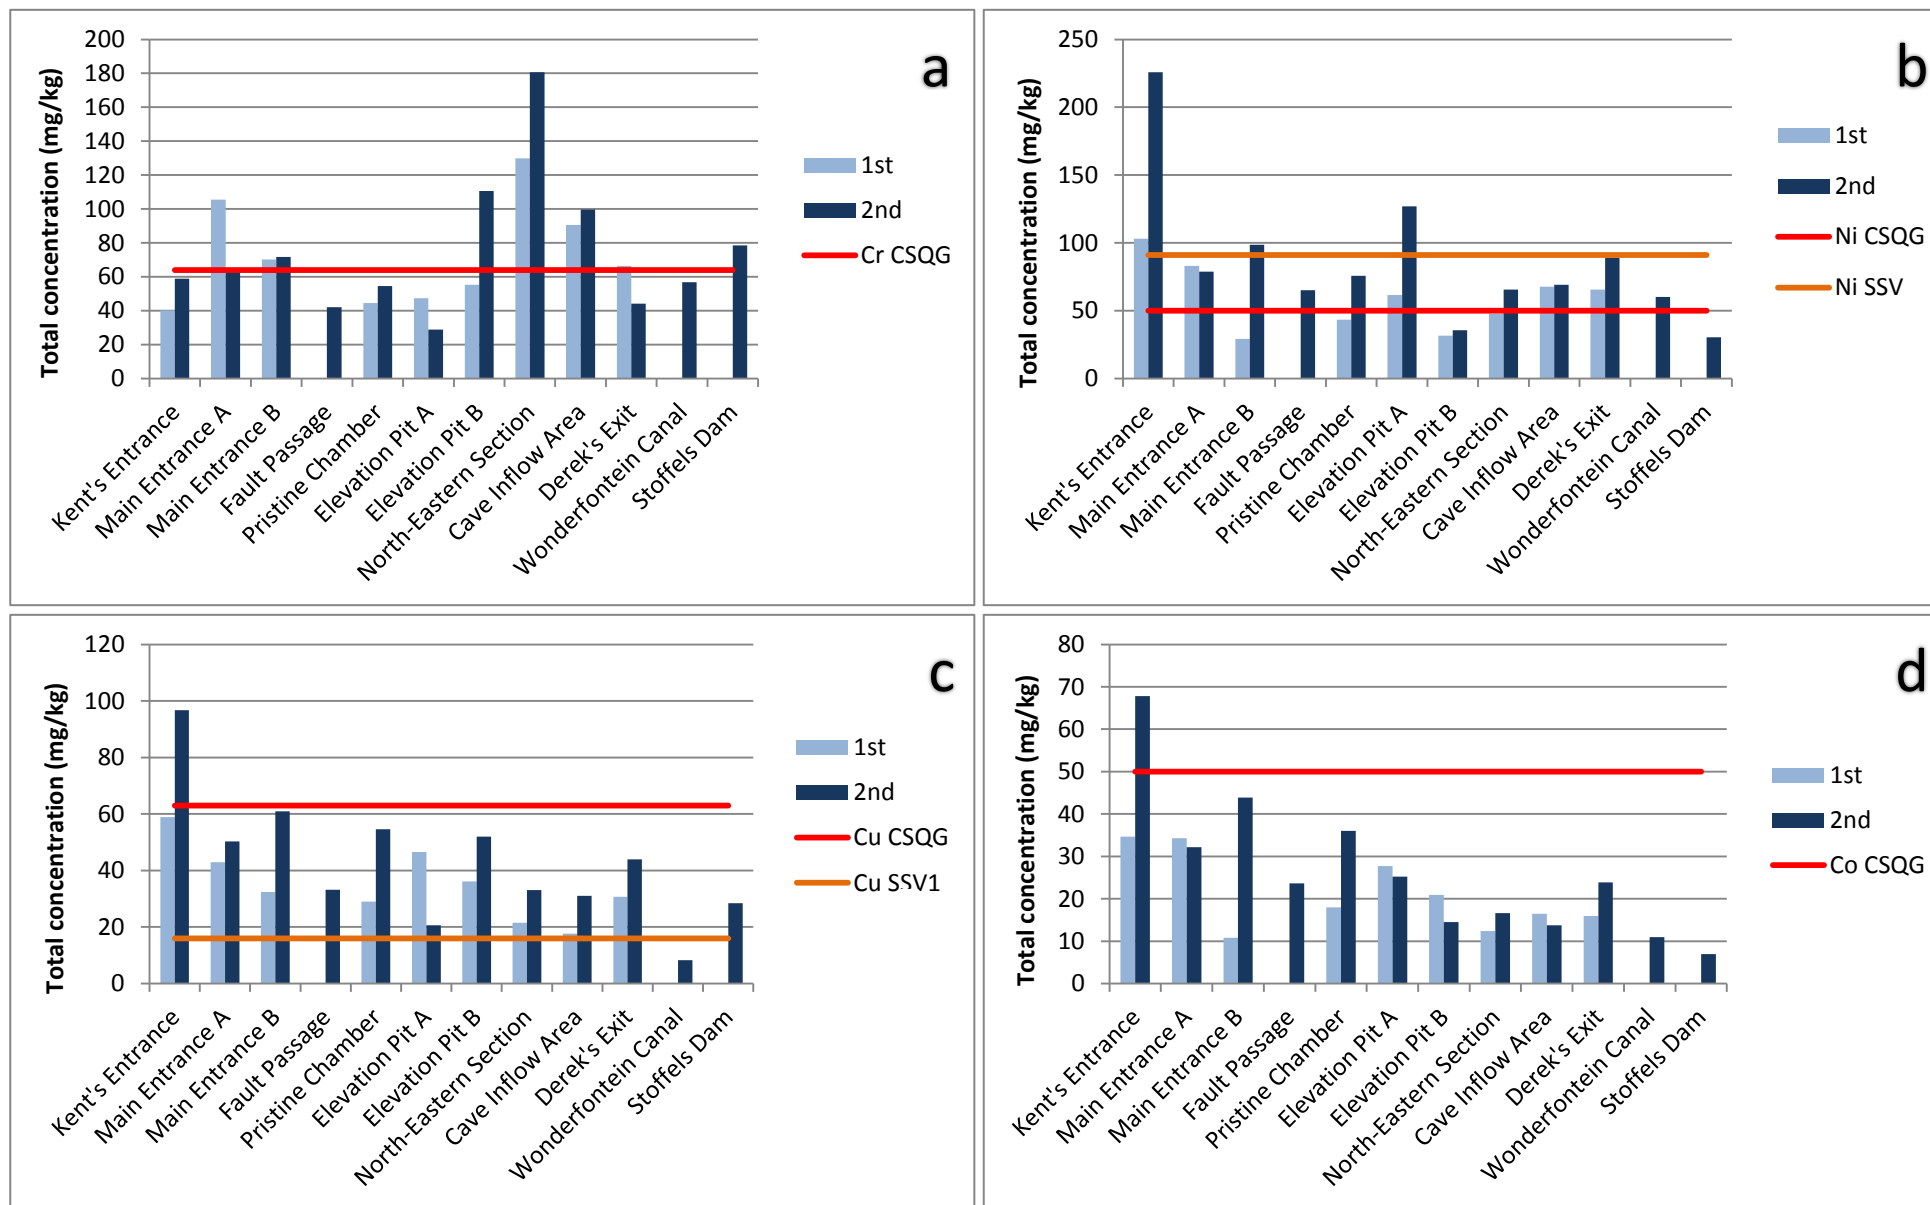 a
Total concentration (mg/kg)
200
180
160
140
120
100
80
60
40
20
0
Kent's Entrance
Main Entrance A
Main Entrance B
Fault Passage
Pristine Chamber
Elevation Pit A
Elevation Pit B
North-Eastern Section
Cave Inflow Area
Derek's Exit
Wonderfontein Canal
Stoffels Dam
1st
2nd
Cr CSQG
b
Total concentration (mg/kg)
250
200
150
100
50
0
Kent's Entrance
Main Entrance A
Main Entrance B
Fault Passage
Pristine Chamber
Elevation Pit A
Elevation Pit B
North-Eastern Section
Cave Inflow Area
Derek's Exit
Wonderfontein Canal
Stoffels Dam
1st
2nd
Ni CSQG
Ni SSV
c
Total concentration (mg/kg)
120
100
80
60
40
20
0
Kent's Entrance
Main Entrance A
Main Entrance B
Fault Passage
Pristine Chamber
Elevation Pit A
Elevation Pit B
North-Eastern Section
Cave Inflow Area
Derek's Exit
Wonderfontein Canal
Stoffels Dam
1st
2nd
Cu CSQG
Cu SSV1
d
Total concentration (mg/kg)
80
70
60
50
40
30
20
10
0
Kent's Entrance
Main Entrance A
Main Entrance B
Fault Passage
Pristine Chamber
Elevation Pit A
Elevation Pit B
North-Eastern Section
Cave Inflow Area
Derek's Exit
Wonderfontein Canal
Stoffels Dam
1st
2nd
Co CSQG